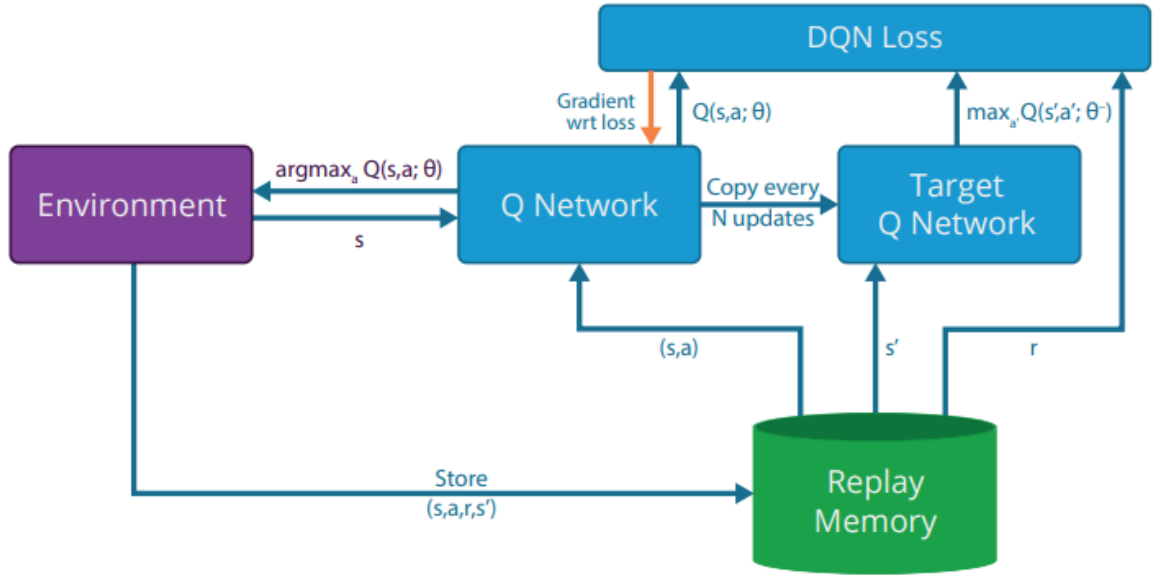 DQN Loss
Gradient
wrt loss
Q(s,a; θ)
maxₐ' Q(s',a'; θ⁻)
Environment
argmaxₐ Q(s,a; θ)
s
Q Network
Copy every
N updates
Target
Q Network
(s,a)
s'
r
Store
(s,a,r,s')
Replay
Memory